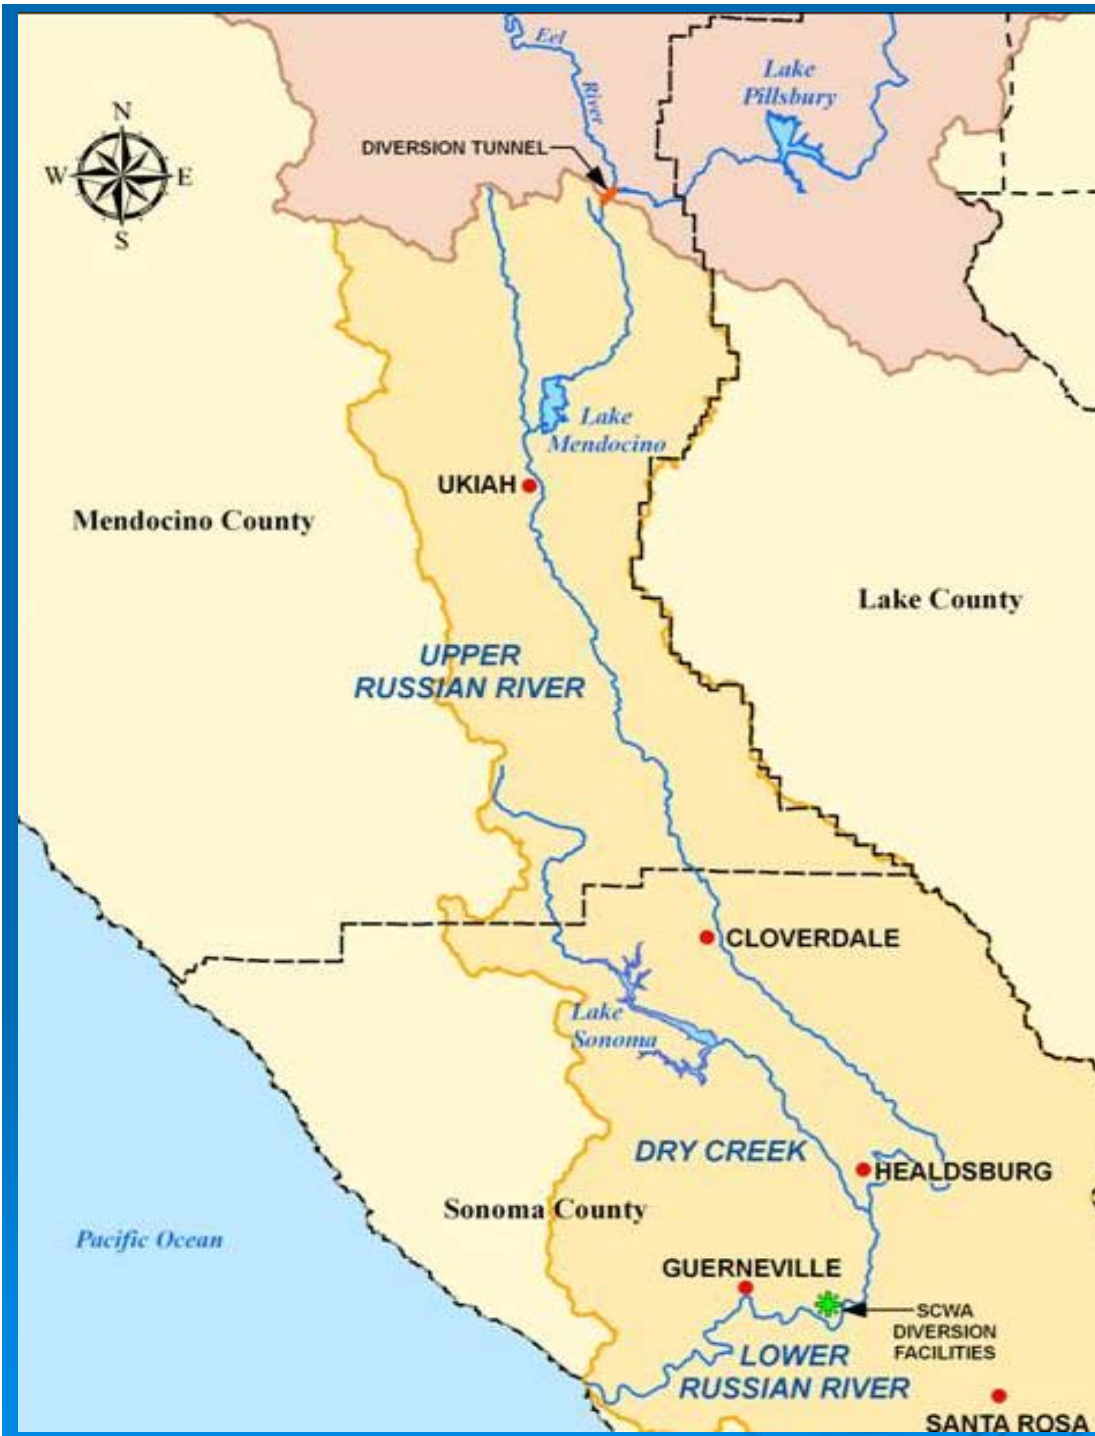 Eel
River
Lake
Pillsbury
DIVERSION TUNNEL
N
W
E
S
Lake
Mendocino
UKIAH
Mendocino County
Lake County
UPPER
RUSSIAN RIVER
CLOVERDALE
Lake
Sonoma
DRY CREEK
HEALDSBURG
Sonoma County
Pacific Ocean
GUERNEVILLE
SCWA
DIVERSION
FACILITIES
LOWER
RUSSIAN RIVER
SANTA ROSA